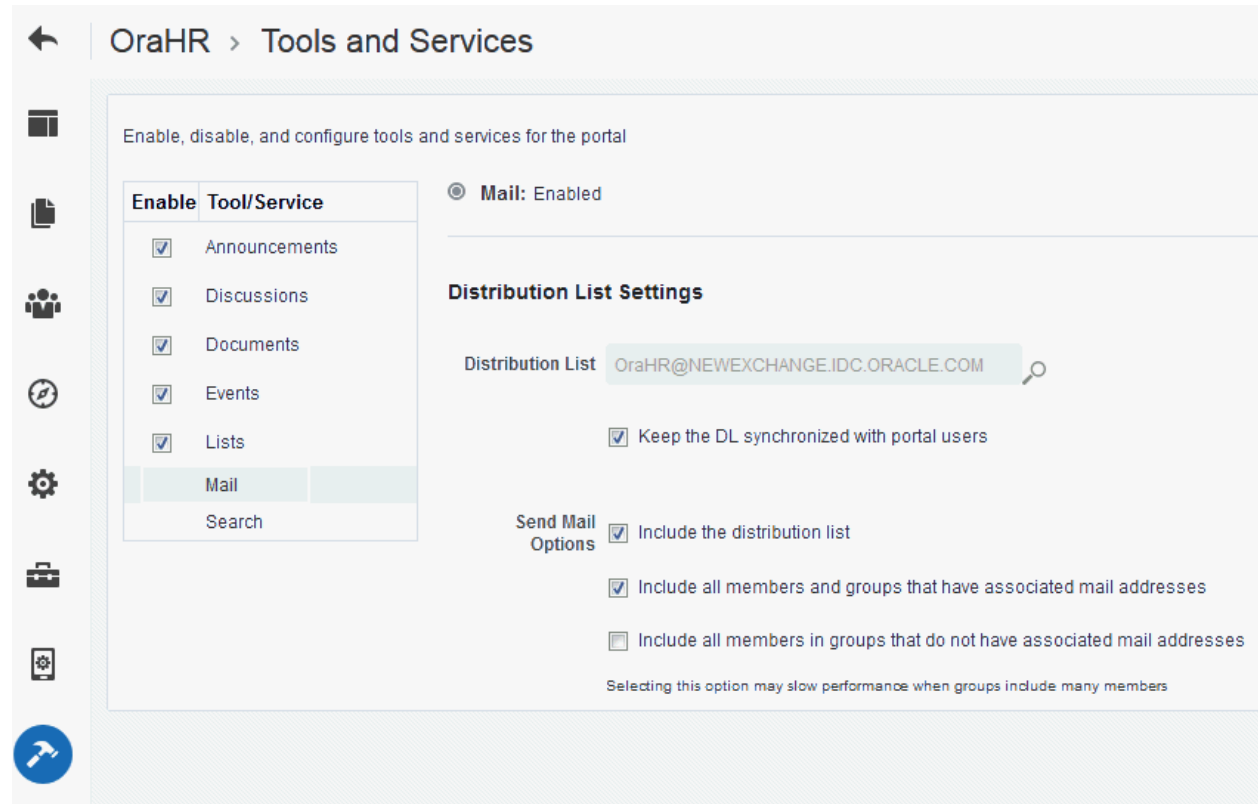 OraHR > Tools and Services
Enable, disable, and configure tools and services for the portal
Enable Tool/Service
Announcements
Discussions
Documents
Events
Lists
Mail
Search
Mail: Enabled
Distribution List Settings
Distribution List OraHR@NEWEXCHANGE.IDC.ORACLE.COM
Keep the DL synchronized with portal users
Send Mail
Options
Include the distribution list
Include all members and groups that have associated mail addresses
Include all members in groups that do not have associated mail addresses
Selecting this option may slow performance when groups include many members